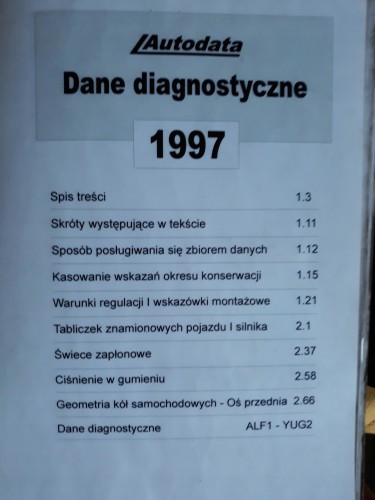 Autodata
Dane diagnostyczne
1997
Spis treści 1.3
Skróty występujące w tekście 1.11
Sposób posługiwania się zbiorem danych 1.12
Kasowanie wskazań okresu konserwacji 1.15
Warunki regulacji I wskazówki montażowe 1.21
Tabliczek znamionowych pojazdu I silnika 2.1
Świece zapłonowe 2.37
Ciśnienie w gumieniu 2.58
Geometria kół samochodowych - Oś przednia 2.66
Dane diagnostyczne ALF1 - YUG2